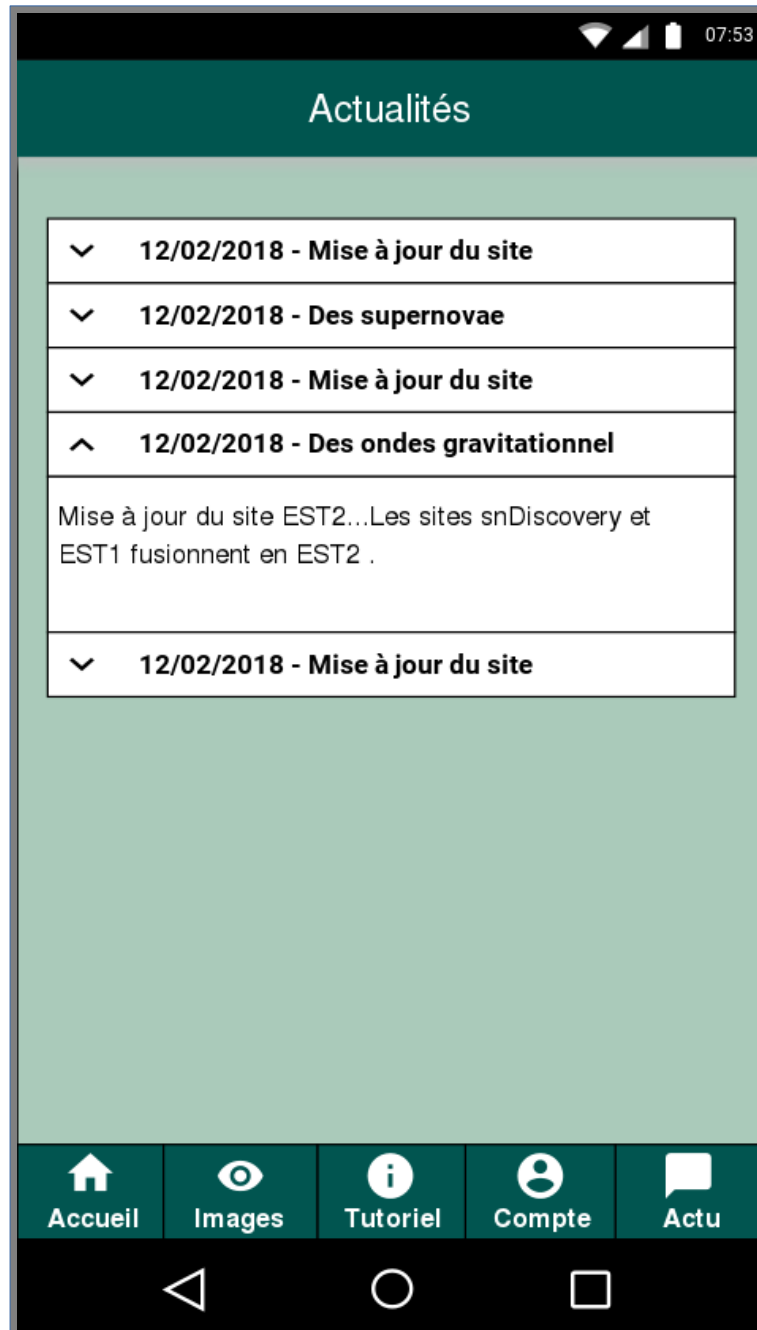 07:53
Actualités
12/02/2018 - Mise à jour du site
12/02/2018 - Des supernovae
12/02/2018 - Mise à jour du site
12/02/2018 - Des ondes gravitationnel
Mise à jour du site EST2...Les sites snDiscovery et
EST1 fusionnent en EST2 .
12/02/2018 - Mise à jour du site
Accueil Images Tutoriel Compte Actu